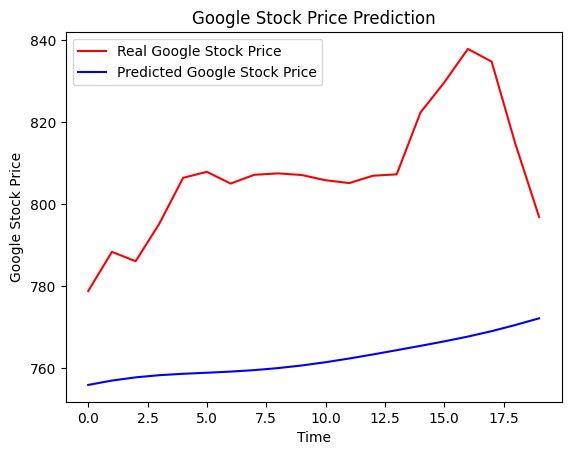 Google Stock Price Prediction
Real Google Stock Price
Predicted Google Stock Price
Google Stock Price
840
820
800
780
760
0.0 2.5 5.0 7.5 10.0 12.5 15.0 17.5
Time